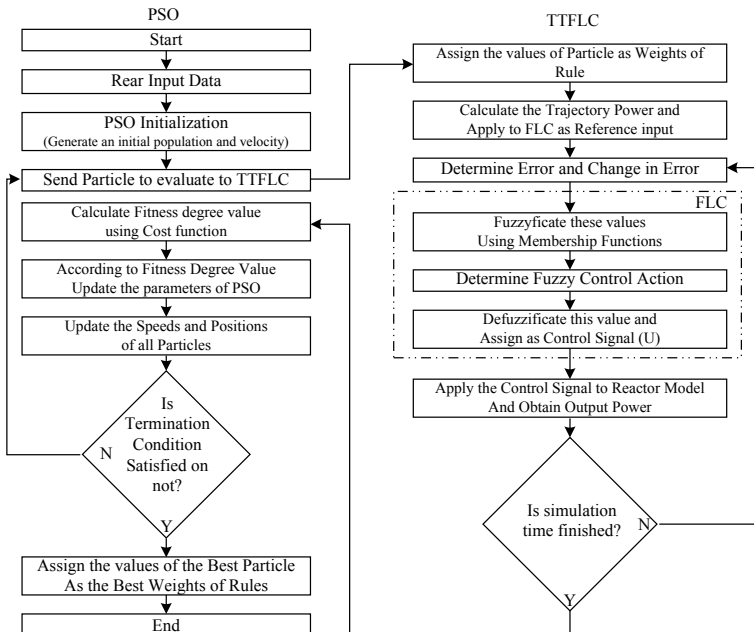 PSO
Start
Rear Input Data
PSO Initialization
(Generate an initial population and velocity)
Send Particle to evaluate to TTFLC
Calculate Fitness degree value
using Cost function
According to Fitness Degree Value
Update the parameters of PSO
Update the Speeds and Positions
of all Particles
Is
Termination
Condition
Satisfied on
not?
N
Y
Assign the values of the Best Particle
As the Best Weights of Rules
End
TTFLC
Assign the values of Particle as Weights of
Rule
Calculate the Trajectory Power and
Apply to FLC as Reference input
Determine Error and Change in Error
FLC
Fuzzyficate these values
Using Membership Functions
Determine Fuzzy Control Action
Defuzzificate this value and
Assign as Control Signal (U)
Apply the Control Signal to Reactor Model
And Obtain Output Power
Is simulation
time finished?
N
Y